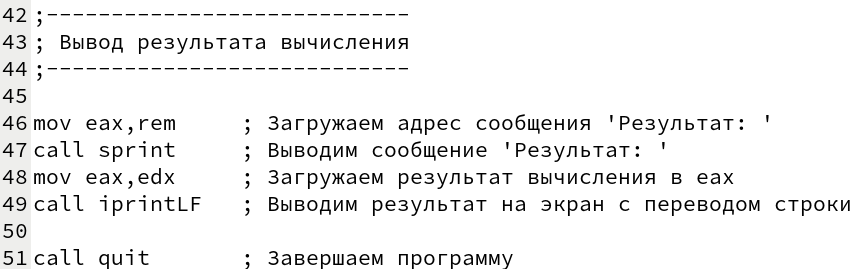 42 ;----------------------------
43 ; Вывод результата вычисления
44 ;----------------------------
45
46 mov eax,rem     ; Загружаем адрес сообщения 'Результат: '
47 call sprint     ; Выводим сообщение 'Результат: '
48 mov eax,edx     ; Загружаем результат вычисления в eax
49 call iprintLF   ; Выводим результат на экран с переводом строки
50
51 call quit       ; Завершаем программу